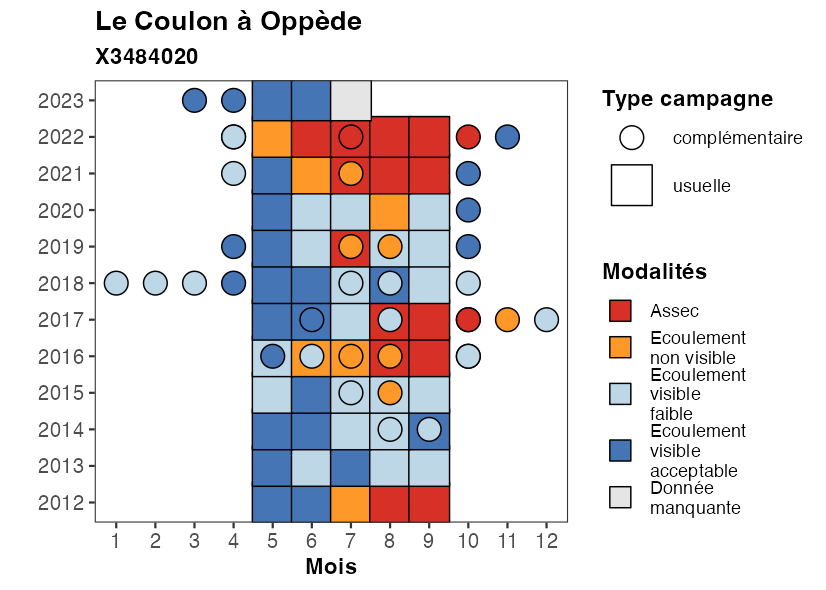 Le Coulon à Oppède
X3484020
2023
2022
2021
2020
2019
2018
2017
2016
2015
2014
2013
2012
1 2 3 4 5 6 7 8 9 10 11 12
Mois
Type campagne
complémentaire
usuelle
Modalités
Assec
Ecoulement
non visible
Ecoulement
visible
faible
Ecoulement
visible
acceptable
Donnée
manquante